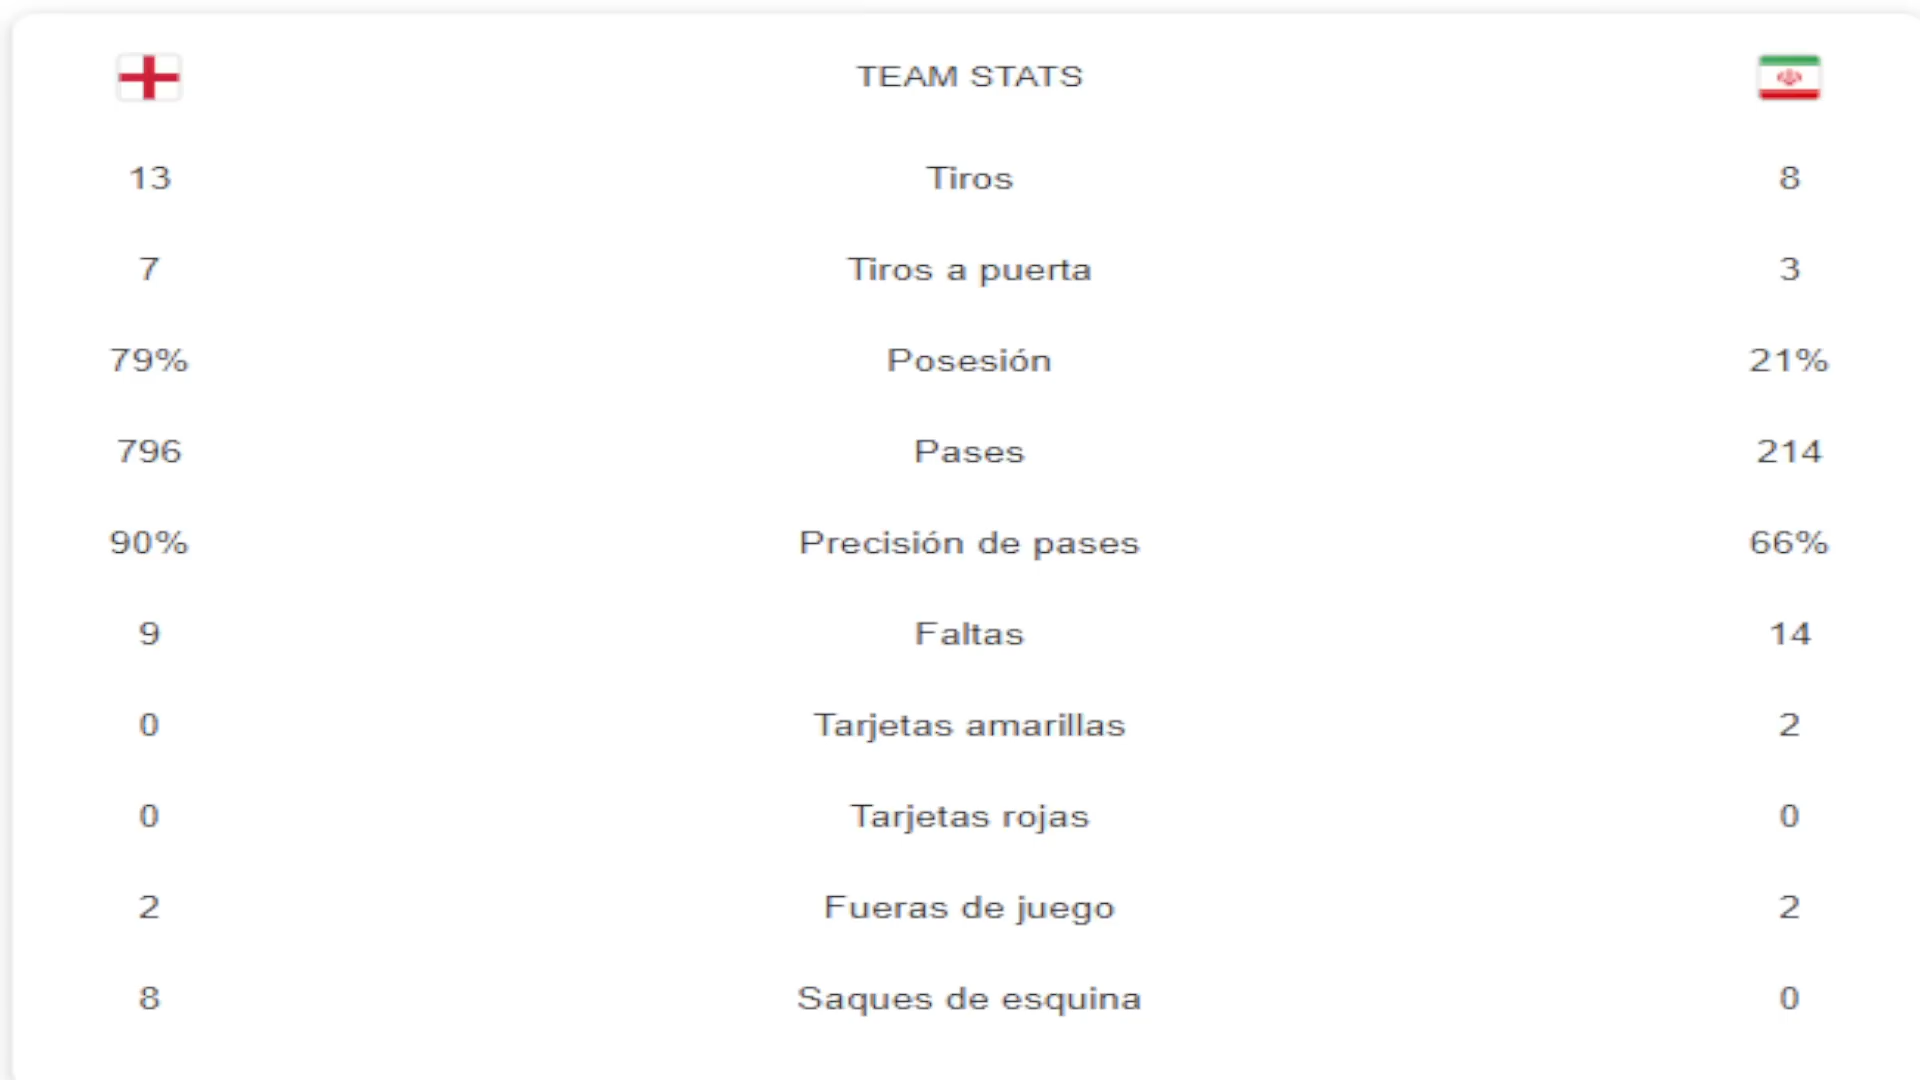 TEAM STATS
13 Tiros 8
7 Tiros a puerta 3
79% Posesión 21%
796 Pases 214
90% Precisión de pases 66%
9 Faltas 14
0 Tarjetas amarillas 2
0 Tarjetas rojas 0
2 Fueras de juego 2
8 Saques de esquina 0